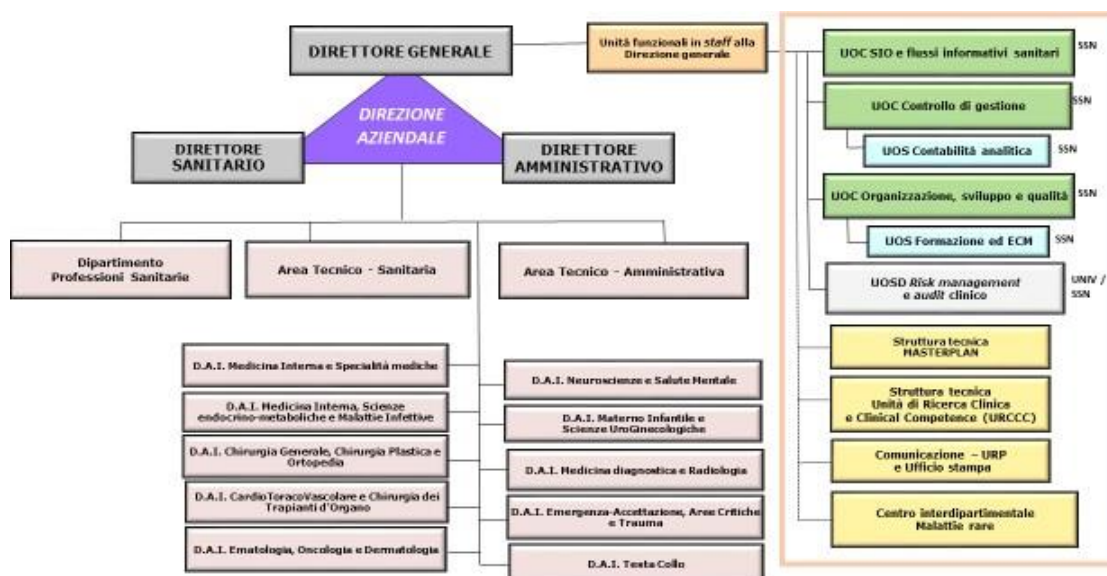 DIRETTORE GENERALE
Unità funzionali in staff alla
Direzione generale
DIREZIONE
AZIENDALE
DIRETTORE
SANITARIO
DIRETTORE
AMMINISTRATIVO
Dipartimento
Professioni Sanitarie
Area Tecnico - Sanitaria
Area Tecnico - Amministrativa
D.A.I. Medicina Interna e Specialità mediche
D.A.I. Medicina Interna, Scienze
endocrino-metaboliche e Malattie Infettive
D.A.I. Chirurgia Generale, Chirurgia Plastica e
Ortopedia
D.A.I. CardioToracoVascolare e Chirurgia dei
Trapianti d'Organo
D.A.I. Ematologia, Oncologia e Dermatologia
D.A.I. Neuroscienze e Salute Mentale
D.A.I. Materno Infantile e
Scienze UroGinecologiche
D.A.I. Medicina diagnostica e Radiologia
D.A.I. Emergenza-Accettazione, Aree Critiche
e Trauma
D.A.I. Testa Collo
UOC SIO e flussi informativi sanitari
SSN
UOC Controllo di gestione
SSN
UOS Contabilità analitica
SSN
UOC Organizzazione, sviluppo e qualità
SSN
UOS Formazione ed ECM
SSN
UOSD Risk management
e audit clinico
UNIV /
SSN
Struttura tecnica
MASTERPLAN
Struttura tecnica
Unità di Ricerca Clinica
e Clinical Competence (URCCC)
Comunicazione – URP
e Ufficio stampa
Centro interdipartimentale
Malattie rare